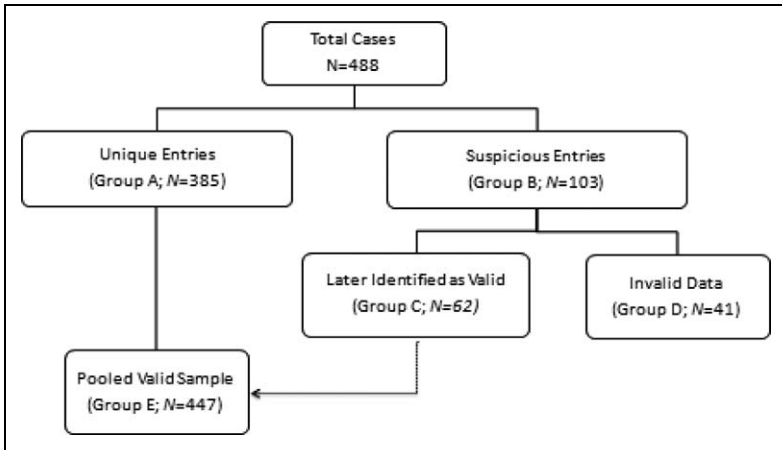 Total Cases
N=488
Unique Entries
(Group A; N=385)
Suspicious Entries
(Group B; N=103)
Later Identified as Valid
(Group C; N=62)
Invalid Data
(Group D; N=41)
Pooled Valid Sample
(Group E; N=447)